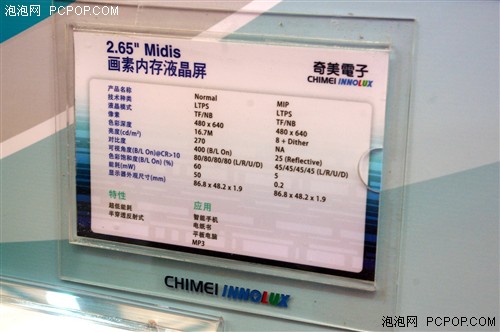 泡泡网 PCPOP.COM
2.65" Midis
画素内存液晶屏
奇美電子
CHIMEI INNOLUX
产品名称 Normal MIP
技术种类 LTPS LTPS
液晶模式 TF/NB TF/NB
像素 480 x 640 480 x 640
色彩深度 16.7M 8 + Dither
亮度(cd/m²) 270 NA
对比度 400 (B/L On) 25 (Reflective)
可视角度(B/L On)@CR>10 80/80/80/80 (L/R/U/D) 45/45/45/45 (L/R/U/D)
色彩饱和度(B/L On) (%) 60 5
能耗(mW) 50 0.2
显示器外观尺寸(mm) 86.8 x 48.2 x 1.9 86.8 x 48.2 x 1.9
特性 应用
超低能耗 智能手机
半穿透反射式 电纸书
平板电脑
MP3
CHIMEI INNOLUX
泡泡网 PCPOP.COM